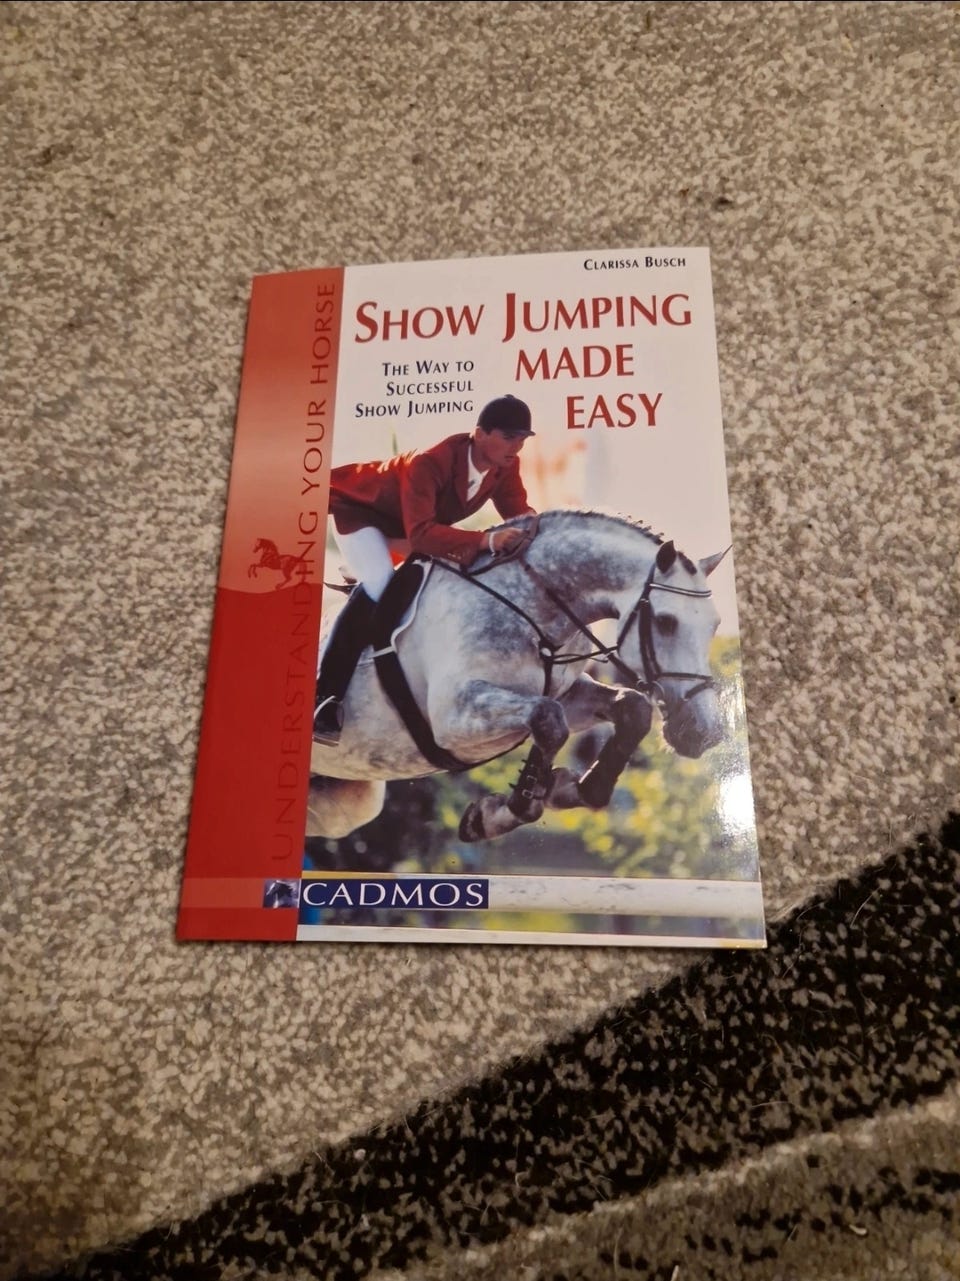 CLARISSA BUSCH
SHOW JUMPING
MADE
EASY
THE WAY TO
SUCCESSFUL
SHOW JUMPING
UNDERSTANDING YOUR HORSE
CADMOS